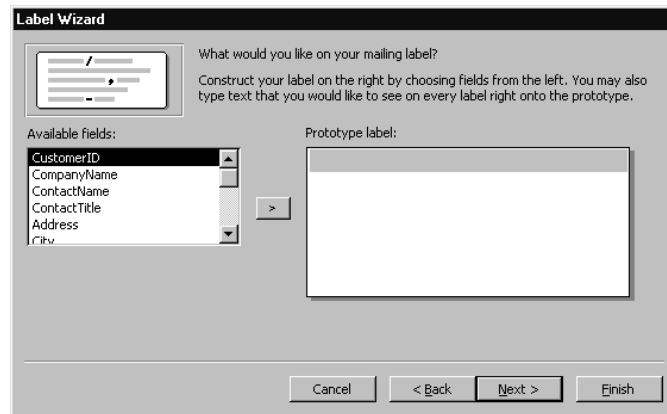 Label Wizard
What would you like on your mailing label?
Construct your label on the right by choosing fields from the left. You may also
type text that you would like to see on every label right onto the prototype.
Available fields:
Prototype label:
CustomerID
CompanyName
ContactName
ContactTitle
Address
City
>
Cancel
< Back
Next >
Finish